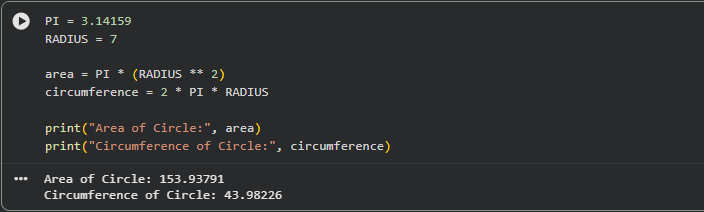 PI = 3.14159
RADIUS = 7
area = PI * (RADIUS ** 2)
circumference = 2 * PI * RADIUS
print("Area of Circle:", area)
print("Circumference of Circle:", circumference)
Area of Circle: 153.93791
Circumference of Circle: 43.98226